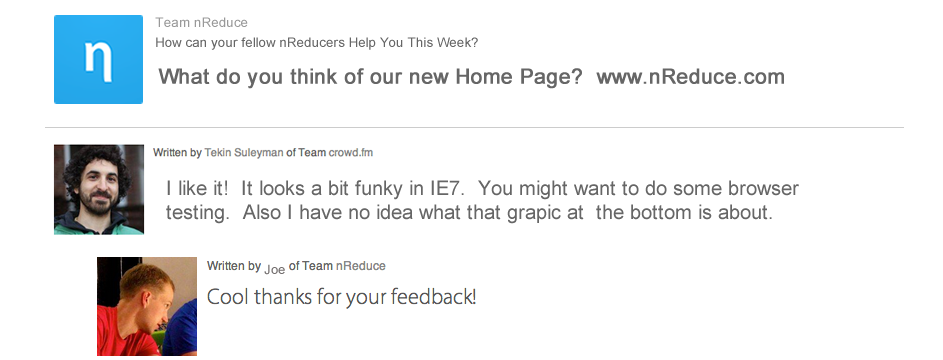 η
Team nReduce
How can your fellow nReducers Help You This Week?
What do you think of our new Home Page?  www.nReduce.com
Written by Tekin Suleyman of Team crowd.fm
I like it!  It looks a bit funky in IE7.  You might want to do some browser
testing.  Also I have no idea what that grapic at  the bottom is about.
Written by Joe of Team nReduce
Cool thanks for your feedback!